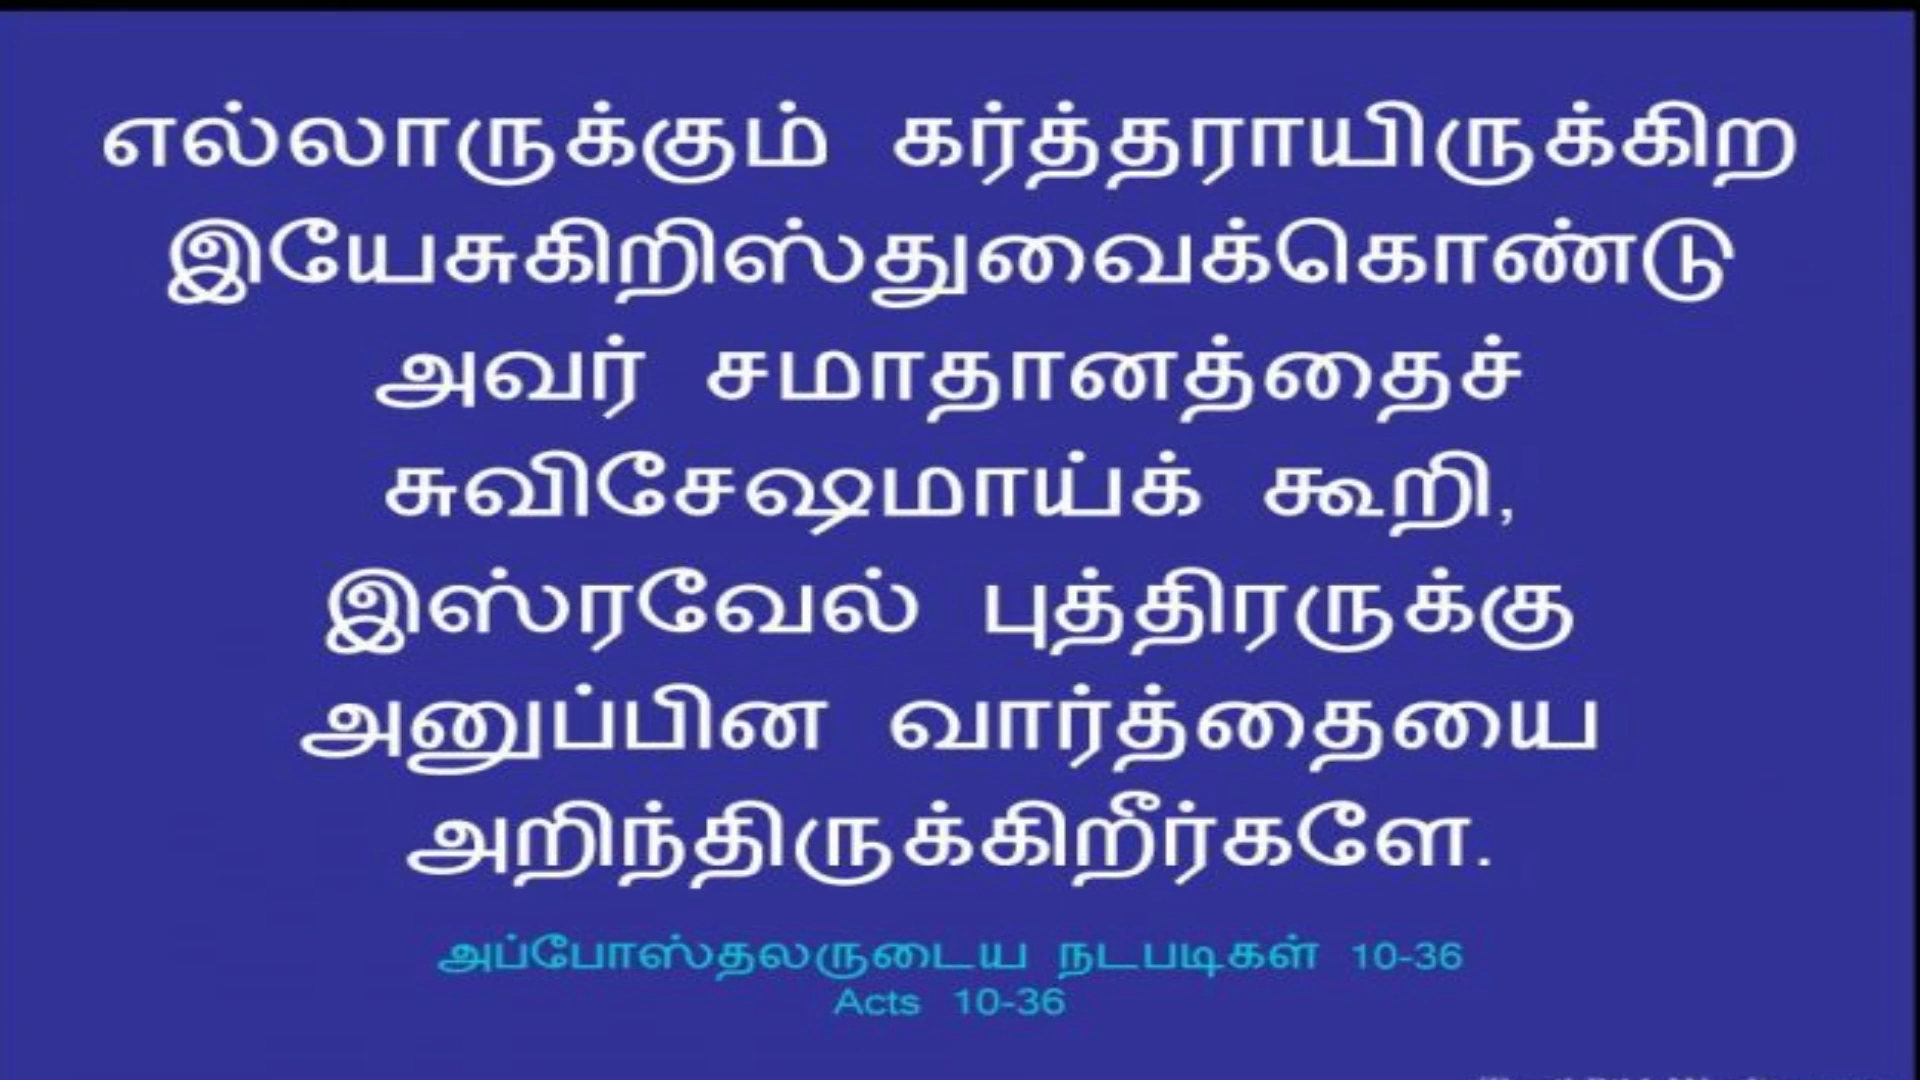 எல்லாருக்கும் கர்த்தராயிருக்கிற
இயேசுகிறிஸ்துவைக்கொண்டு
அவர் சமாதானத்தைச்
சுவிசேஷமாய்க் கூறி,
இஸ்ரவேல் புத்திரருக்கு
அனுப்பின வார்த்தையை
அறிந்திருக்கிறீர்களே.
அப்போஸ்தலருடைய நடபடிகள் 10-36
Acts 10-36